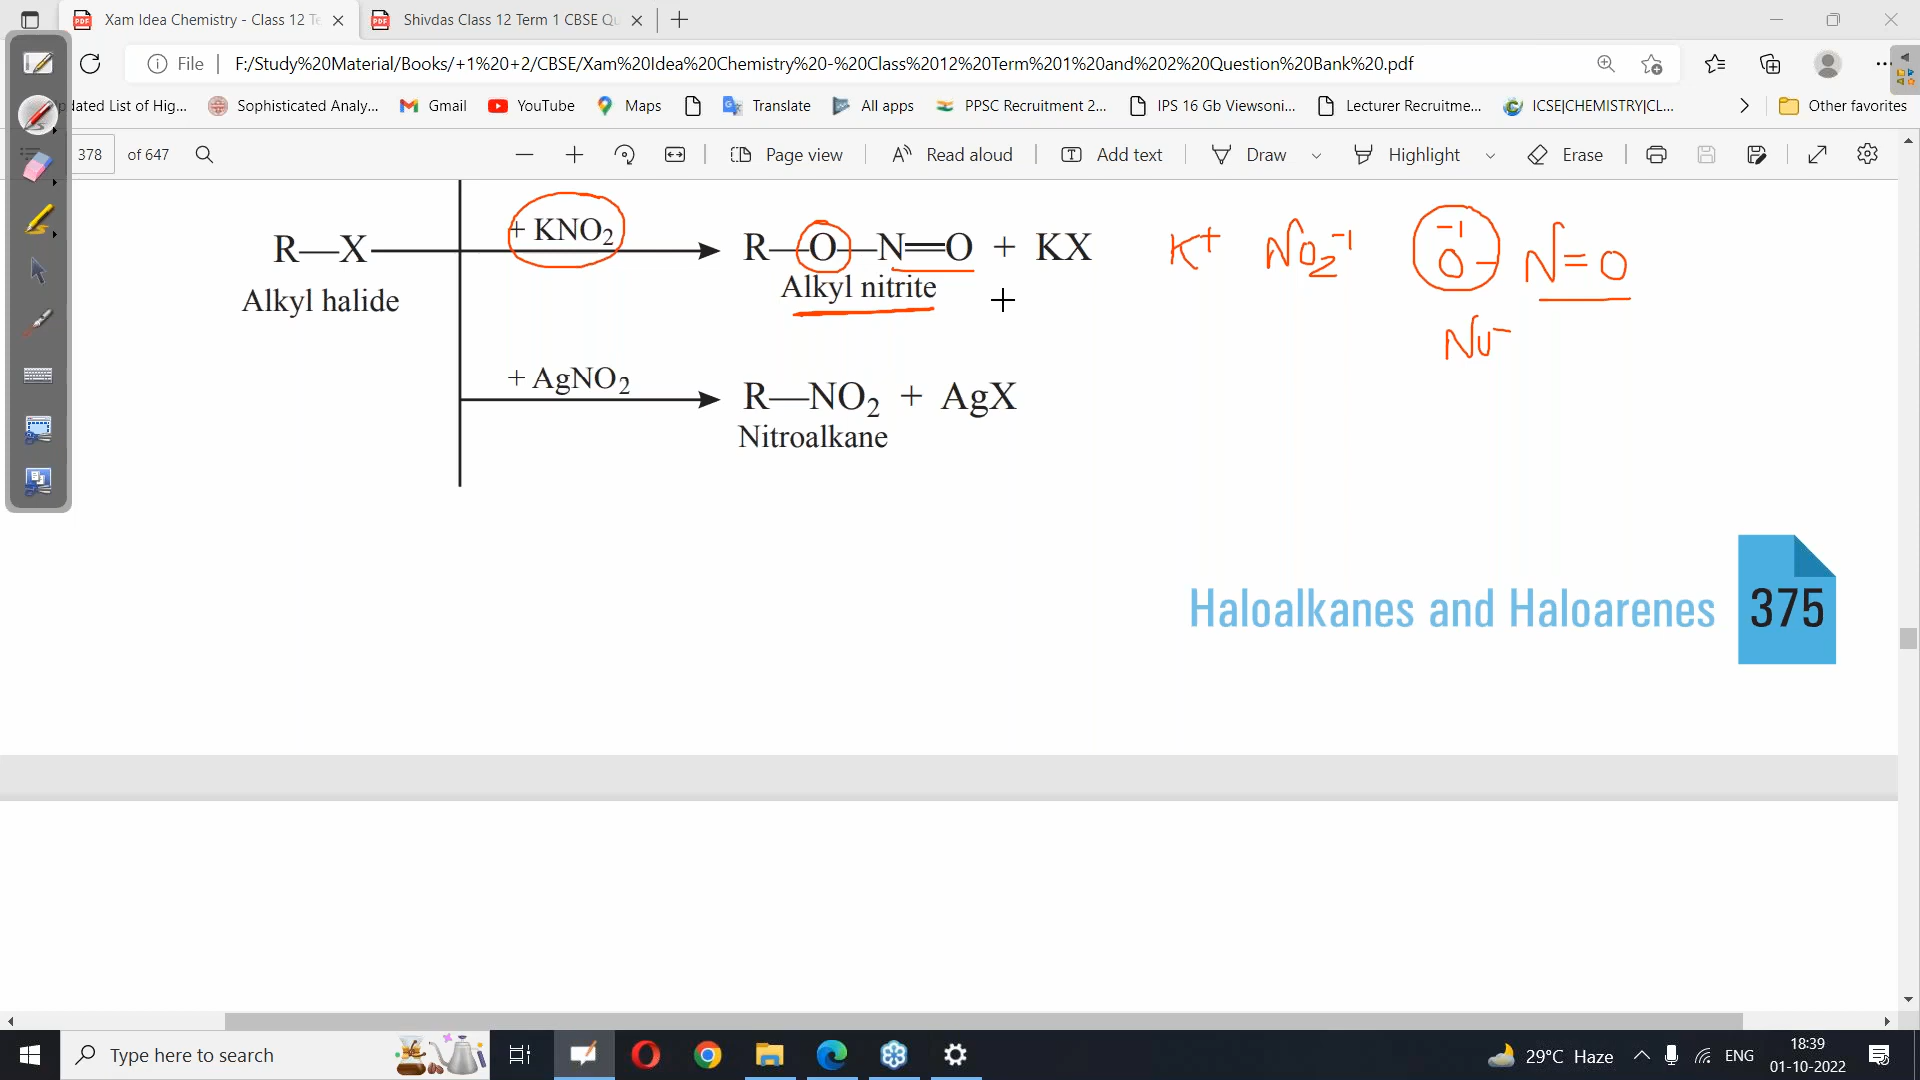 Xam Idea Chemistry - Class 12 Te
Shivdas Class 12 Term 1 CBSE Qu
File
F:/Study%20Material/Books/+1%20+2/CBSE/Xam%20Idea%20Chemistry%20-%20Class%2012%20Term%201%20and%202%20Question%20Bank%20.pdf
pdated List of Hig...
Sophisticated Analy...
Gmail
YouTube
Maps
Translate
All apps
PPSC Recruitment 2...
IPS 16 Gb Viewsoni...
Lecturer Recruitme...
ICSE|CHEMISTRY|CL...
Other favorites
378 of 647
Page view
Read aloud
Add text
Draw
Highlight
Erase
+ KNO₂
R—X
R—O—N=O + KX
K⁺ NO₂⁻¹
⁻¹
O – N=O
Alkyl halide
Alkyl nitrite
Nu⁻
+ AgNO₂
R—NO₂ + AgX
Nitroalkane
Haloalkanes and Haloarenes 375
Type here to search
29°C Haze
ENG
18:39
01-10-2022